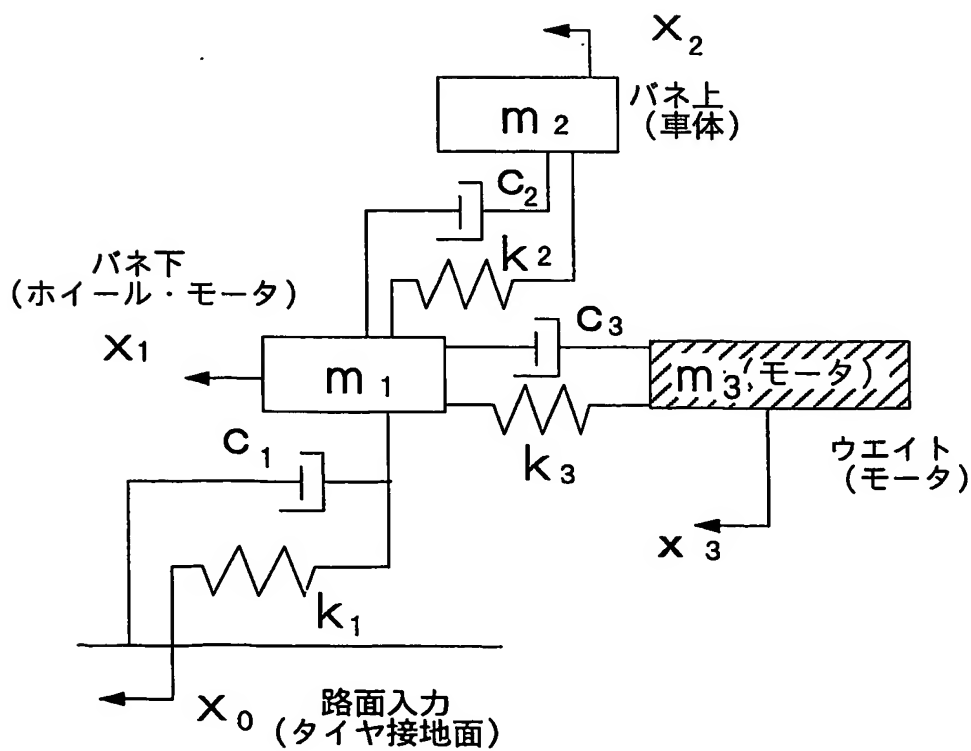 X₂
m₂
バネ上
(車体)
C₂
k₂
バネ下
(ホイール・モータ)
X₁
m₁
C₃
m₃(モータ)
k₃
ウエイト
(モータ)
x₃
C₁
k₁
X₀
路面入力
(タイヤ接地面)